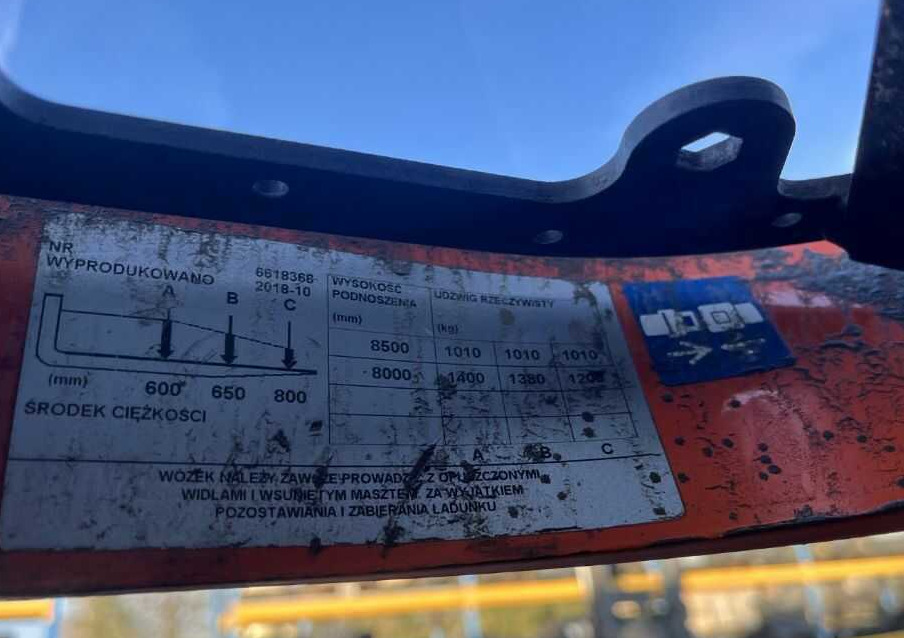 NR 6618368
WYPRODUKOWANO 2018-10
A B C
(mm) 600 650 800
ŚRODEK CIĘŻKOŚCI
WYSOKOŚĆ
PODNOSZENIA
(mm)
UDŹWIG RZECZYWISTY
(kg)
8500 1010 1010 1010
8000 1400 1380
A B C
WÓZEK NALEŻY ZAWSZE PROWADZIĆ Z OPUSZCZONYMI
WIDŁAMI I WSUNIĘTYM MASZTEM, ZA WYJĄTKIEM
POZOSTAWIANIA I ZABIERANIA ŁADUNKU